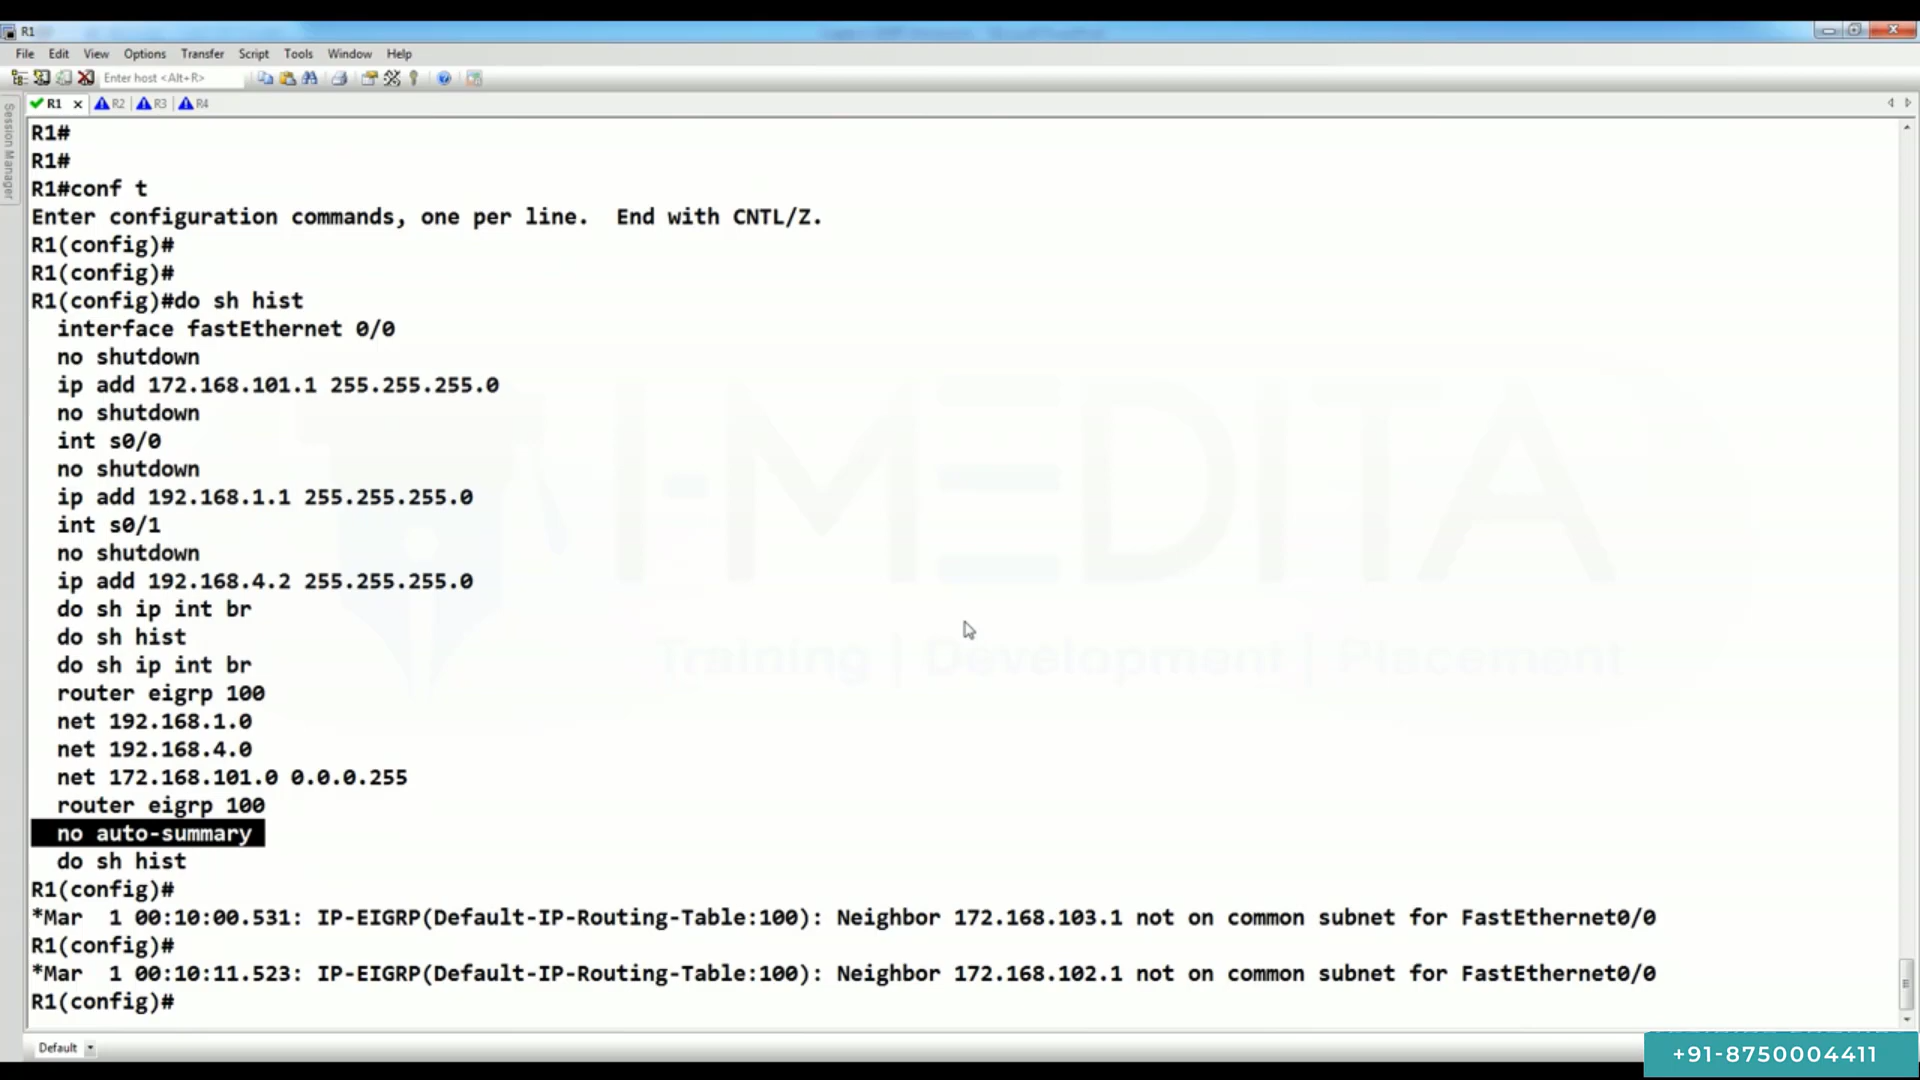 R1
File Edit View Options Transfer Script Tools Window Help
Enter host <Alt+R>
R1 R2 R3 R4
Session Manager
R1#
R1#
R1#conf t
Enter configuration commands, one per line.  End with CNTL/Z.
R1(config)#
R1(config)#
R1(config)#do sh hist
  interface fastEthernet 0/0
  no shutdown
  ip add 172.168.101.1 255.255.255.0
  no shutdown
  int s0/0
  no shutdown
  ip add 192.168.1.1 255.255.255.0
  int s0/1
  no shutdown
  ip add 192.168.4.2 255.255.255.0
  do sh ip int br
  do sh hist
  do sh ip int br
  router eigrp 100
  net 192.168.1.0
  net 192.168.4.0
  net 172.168.101.0 0.0.0.255
  router eigrp 100
  no auto-summary
  do sh hist
R1(config)#
*Mar  1 00:10:00.531: IP-EIGRP(Default-IP-Routing-Table:100): Neighbor 172.168.103.1 not on common subnet for FastEthernet0/0
R1(config)#
*Mar  1 00:10:11.523: IP-EIGRP(Default-IP-Routing-Table:100): Neighbor 172.168.102.1 not on common subnet for FastEthernet0/0
R1(config)#
I-MEDITA
Training | Development | Placement
Default
+91-8750004411